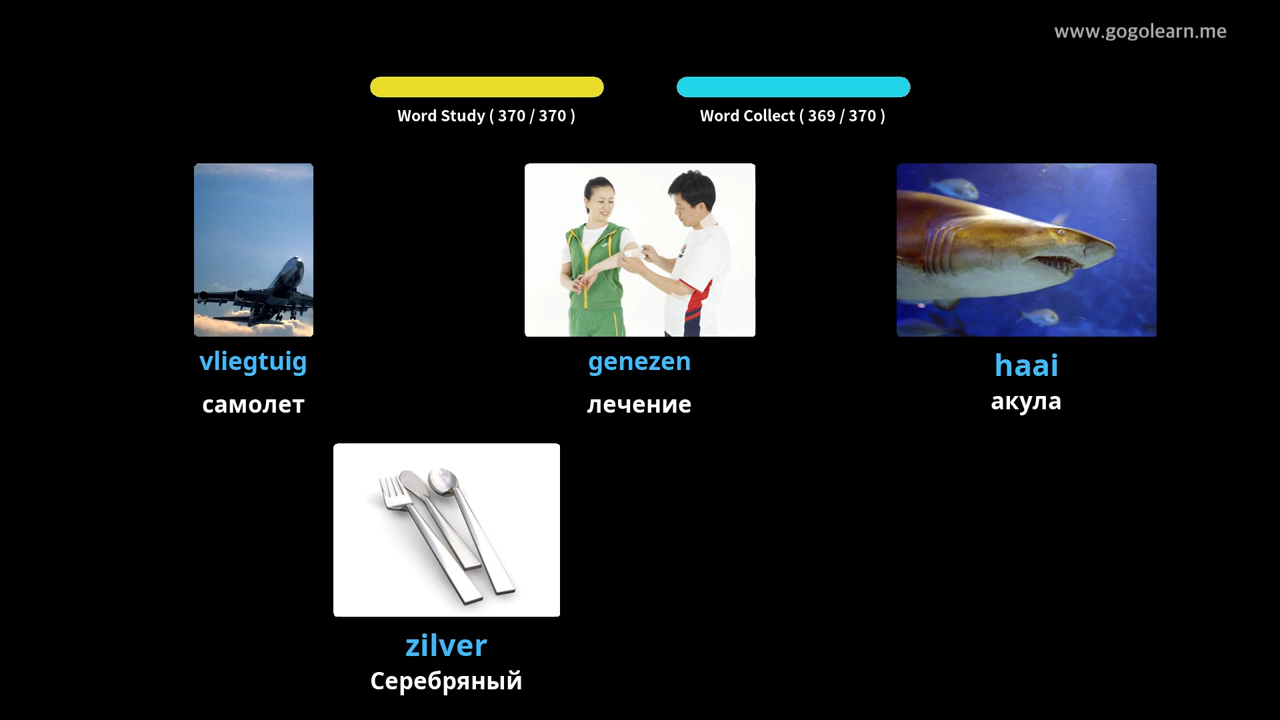 www.gogolearn.me
Word Study ( 370 / 370 )
Word Collect ( 369 / 370 )
vliegtuig
самолет
genezen
лечение
haai
акула
zilver
Серебряный